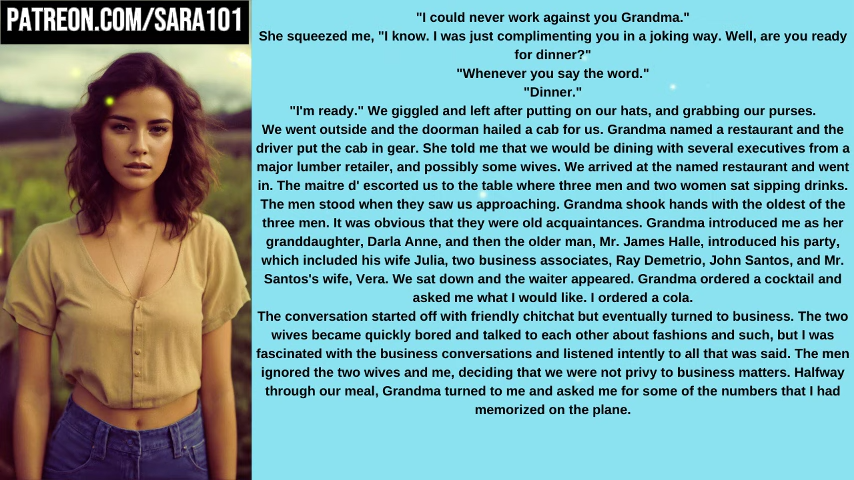 PATREON.COM/SARA101
"I could never work against you Grandma."
She squeezed me, "I know. I was just complimenting you in a joking way. Well, are you ready
for dinner?"
"Whenever you say the word."
"Dinner."
"I'm ready." We giggled and left after putting on our hats, and grabbing our purses.
We went outside and the doorman hailed a cab for us. Grandma named a restaurant and the
driver put the cab in gear. She told me that we would be dining with several executives from a
major lumber retailer, and possibly some wives. We arrived at the named restaurant and went
in. The maitre d' escorted us to the table where three men and two women sat sipping drinks.
The men stood when they saw us approaching. Grandma shook hands with the oldest of the
three men. It was obvious that they were old acquaintances. Grandma introduced me as her
granddaughter, Darla Anne, and then the older man, Mr. James Halle, introduced his party,
which included his wife Julia, two business associates, Ray Demetrio, John Santos, and Mr.
Santos's wife, Vera. We sat down and the waiter appeared. Grandma ordered a cocktail and
asked me what I would like. I ordered a cola.
The conversation started off with friendly chitchat but eventually turned to business. The two
wives became quickly bored and talked to each other about fashions and such, but I was
fascinated with the business conversations and listened intently to all that was said. The men
ignored the two wives and me, deciding that we were not privy to business matters. Halfway
through our meal, Grandma turned to me and asked me for some of the numbers that I had
memorized on the plane.